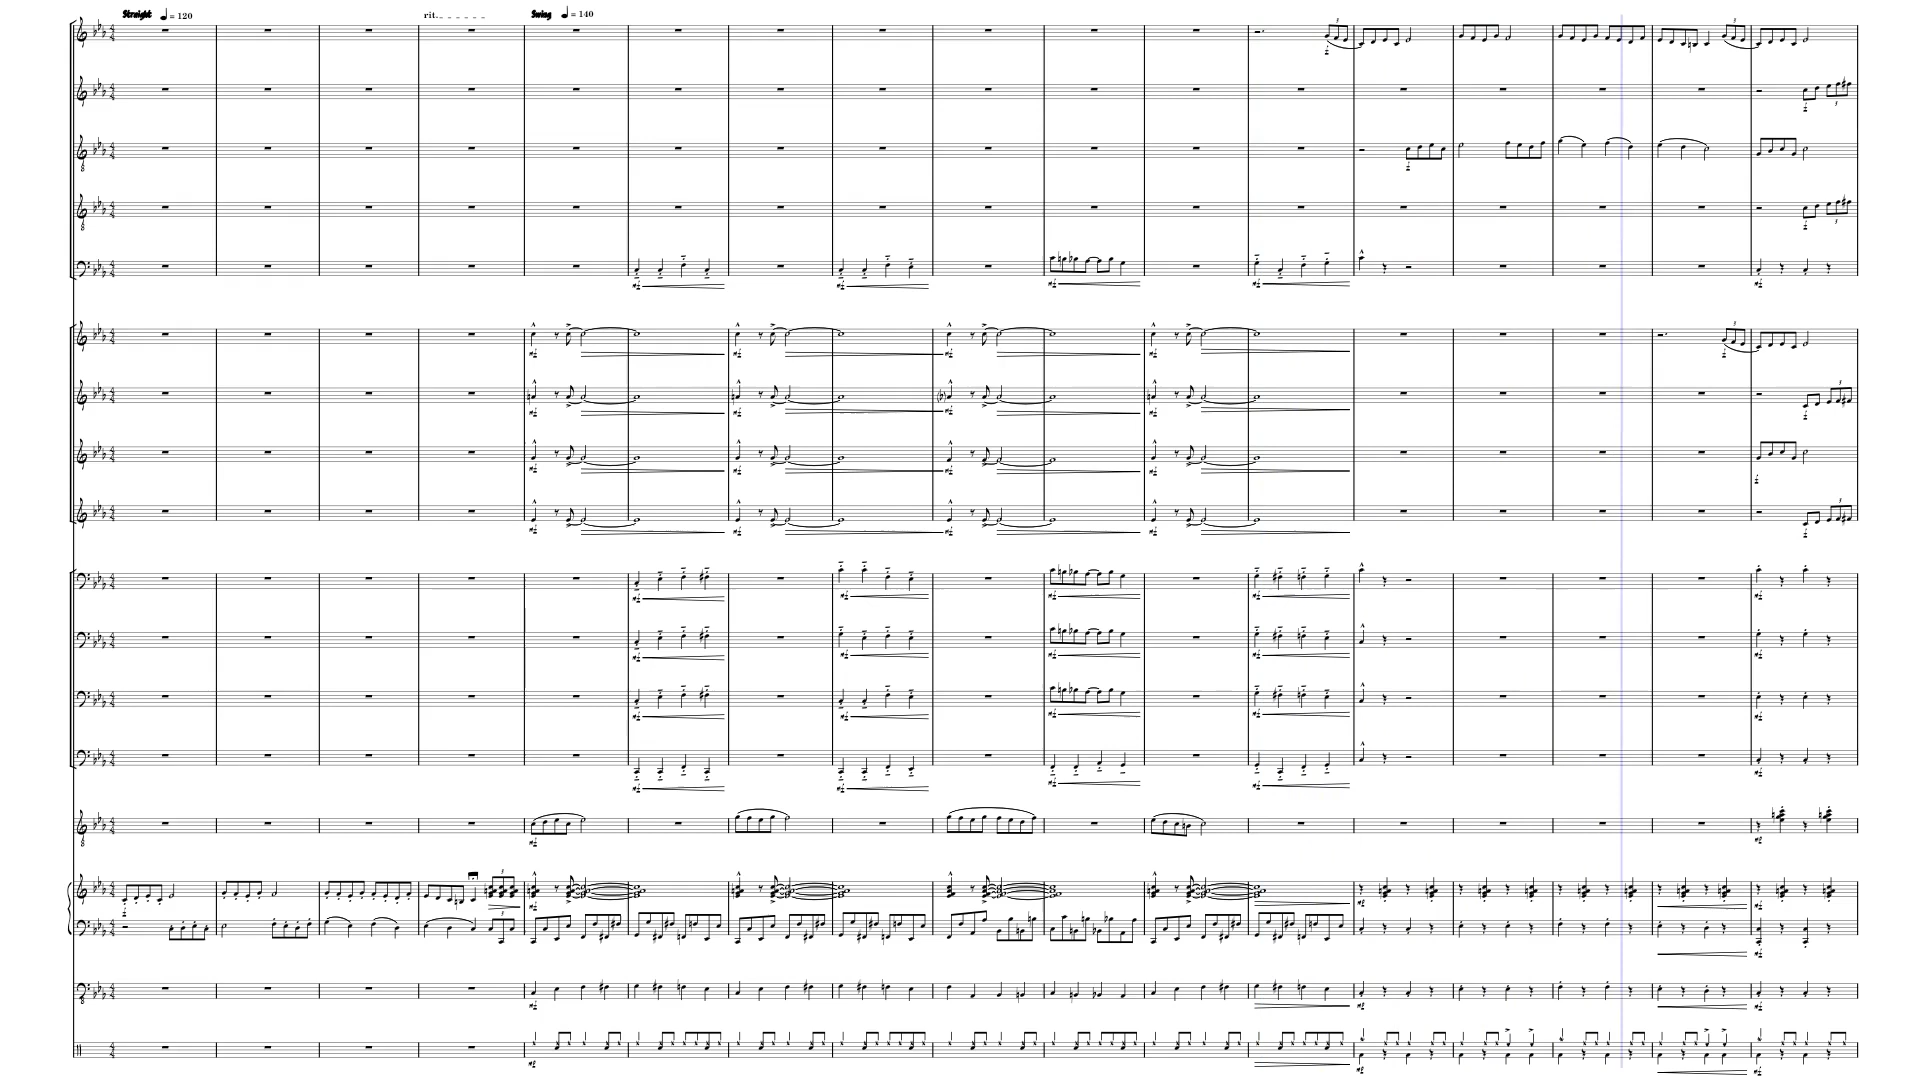 Straight ♩ = 120 rit. Swing ♩ = 140